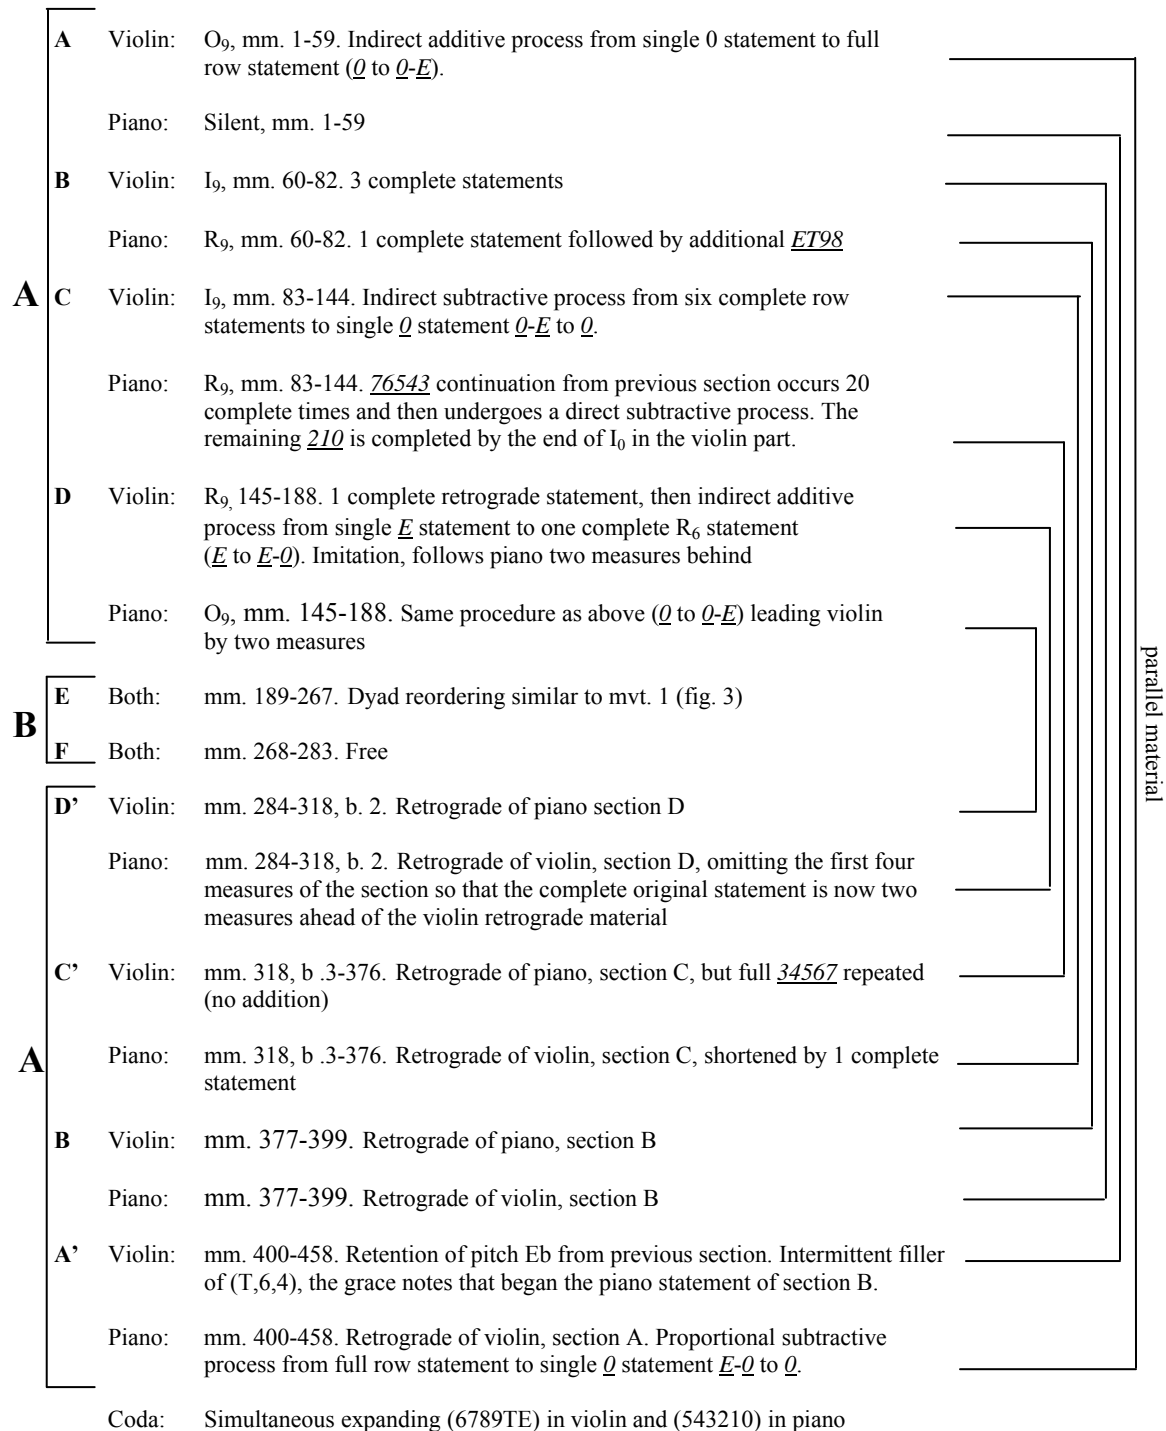 A Violin: O₉, mm. 1-59. Indirect additive process from single 0 statement to full
row statement (0 to 0-E).
Piano: Silent, mm. 1-59
B Violin: I₉, mm. 60-82. 3 complete statements
Piano: R₉, mm. 60-82. 1 complete statement followed by additional ET98
A
C Violin: I₉, mm. 83-144. Indirect subtractive process from six complete row
statements to single 0 statement 0-E to 0.
Piano: R₉, mm. 83-144. 76543 continuation from previous section occurs 20
complete times and then undergoes a direct subtractive process. The
remaining 210 is completed by the end of I₀ in the violin part.
D Violin: R₉, 145-188. 1 complete retrograde statement, then indirect additive
process from single E statement to one complete R₆ statement
(E to E-0). Imitation, follows piano two measures behind
Piano: O₉, mm. 145-188. Same procedure as above (0 to 0-E) leading violin
by two measures
parallel material
B
E Both: mm. 189-267. Dyad reordering similar to mvt. 1 (fig. 3)
F Both: mm. 268-283. Free
D’ Violin: mm. 284-318, b. 2. Retrograde of piano section D
Piano: mm. 284-318, b. 2. Retrograde of violin, section D, omitting the first four
measures of the section so that the complete original statement is now two
measures ahead of the violin retrograde material
C’ Violin: mm. 318, b .3-376. Retrograde of piano, section C, but full 34567 repeated
(no addition)
A
Piano: mm. 318, b .3-376. Retrograde of violin, section C, shortened by 1 complete
statement
B Violin: mm. 377-399. Retrograde of piano, section B
Piano: mm. 377-399. Retrograde of violin, section B
A’ Violin: mm. 400-458. Retention of pitch Eb from previous section. Intermittent filler
of (T,6,4), the grace notes that began the piano statement of section B.
Piano: mm. 400-458. Retrograde of violin, section A. Proportional subtractive
process from full row statement to single 0 statement E-0 to 0.
Coda: Simultaneous expanding (6789TE) in violin and (543210) in piano